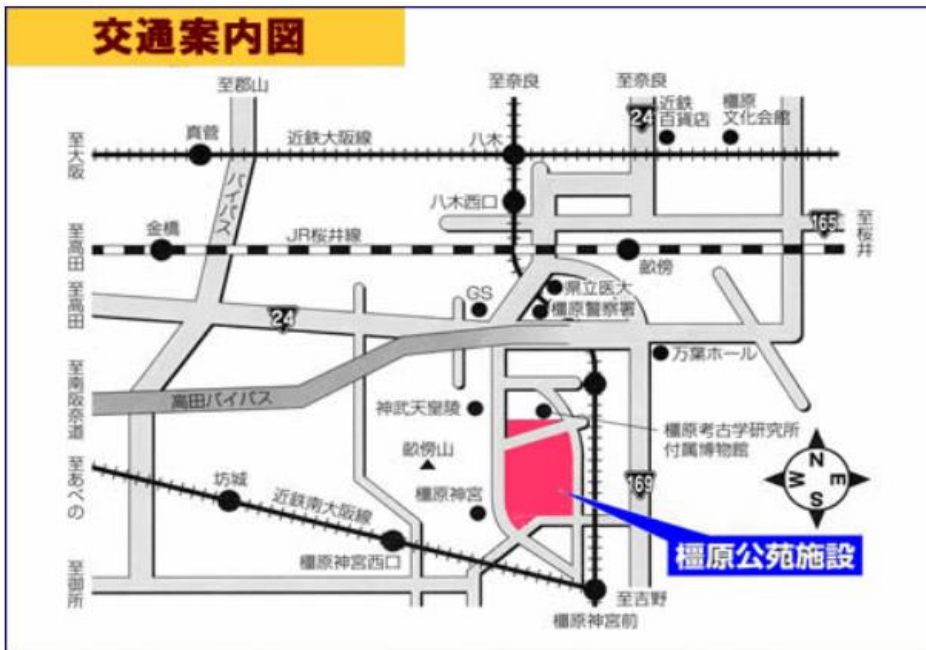 交通案内図
至郡山
至奈良
至奈良
24
近鉄
百貨店
橿原
文化会館
至大阪
真菅
近鉄大阪線
八木
バイパス
八木西口
165
至桜井
至高田
金橋
JR桜井線
畝傍
至高田
24
GS
県立医大
橿原警察署
万葉ホール
至南阪奈道
高田バイパス
神武天皇陵
橿原考古学研究所
付属博物館
畝傍山
至あべの
坊城
近鉄南大阪線
橿原神宮
169
N
W
E
S
橿原公苑施設
橿原神宮西口
至御所
至吉野
橿原神宮前